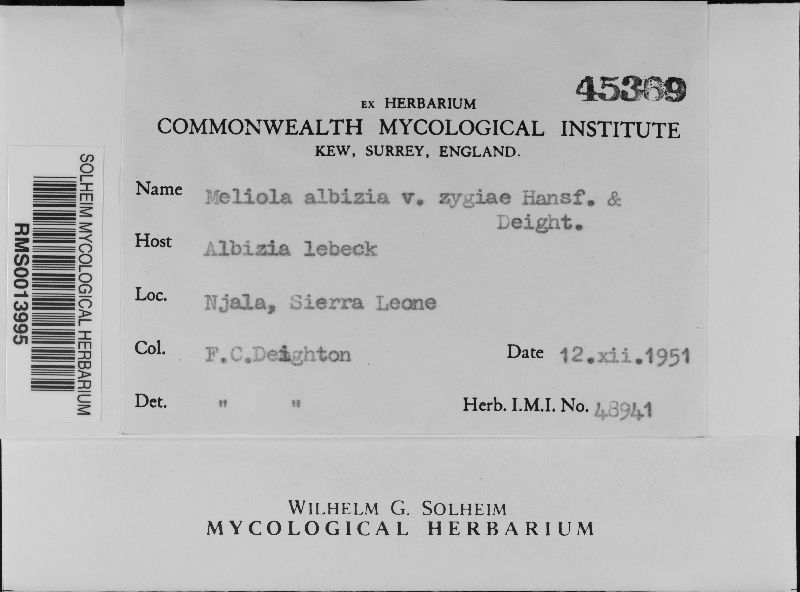 45369
EX HERBARIUM
COMMONWEALTH MYCOLOGICAL INSTITUTE
KEW, SURREY, ENGLAND.
Name Meliola albizia v. zygiae Hansf. &
Deight.
Host Albizia lebeck
Loc. Njala, Sierra Leone
Col. F.C.Deighton Date 12.xii.1951
Det. " " Herb. I.M.I. No. 48941
SOLHEIM MYCOLOGICAL HERBARIUM
RMS0013995
WILHELM G. SOLHEIM
MYCOLOGICAL HERBARIUM